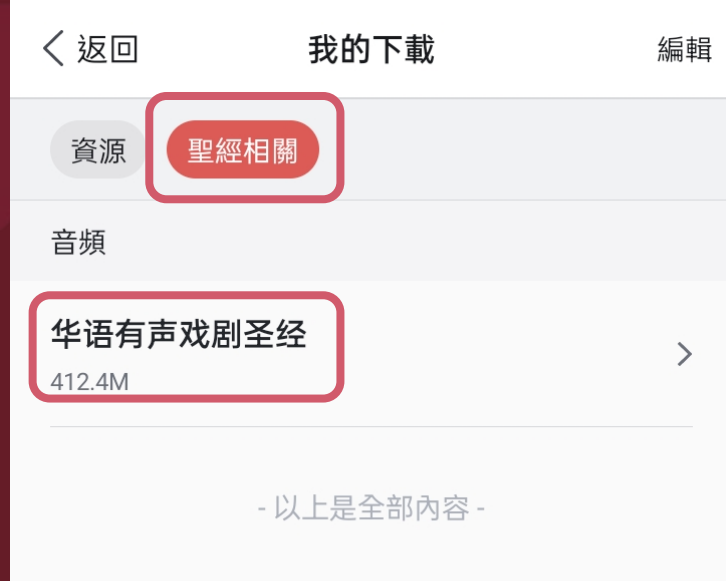 返回 我的下載 編輯
資源 聖經相關
音頻
华语有声戏剧圣经
412.4M
- 以上是全部內容 -